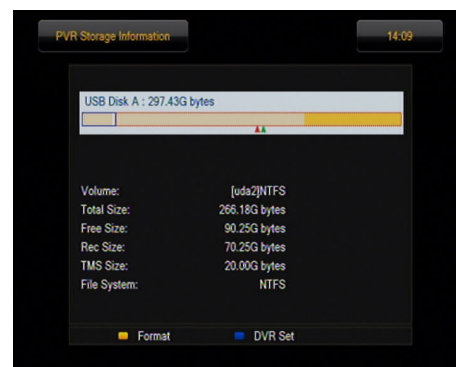 PVR Storage Information
14:09
USB Disk A : 297.43G bytes
Volume: [uda2]NTFS
Total Size: 266.18G bytes
Free Size: 90.25G bytes
Rec Size: 70.25G bytes
TMS Size: 20.00G bytes
File System: NTFS
Format DVR Set